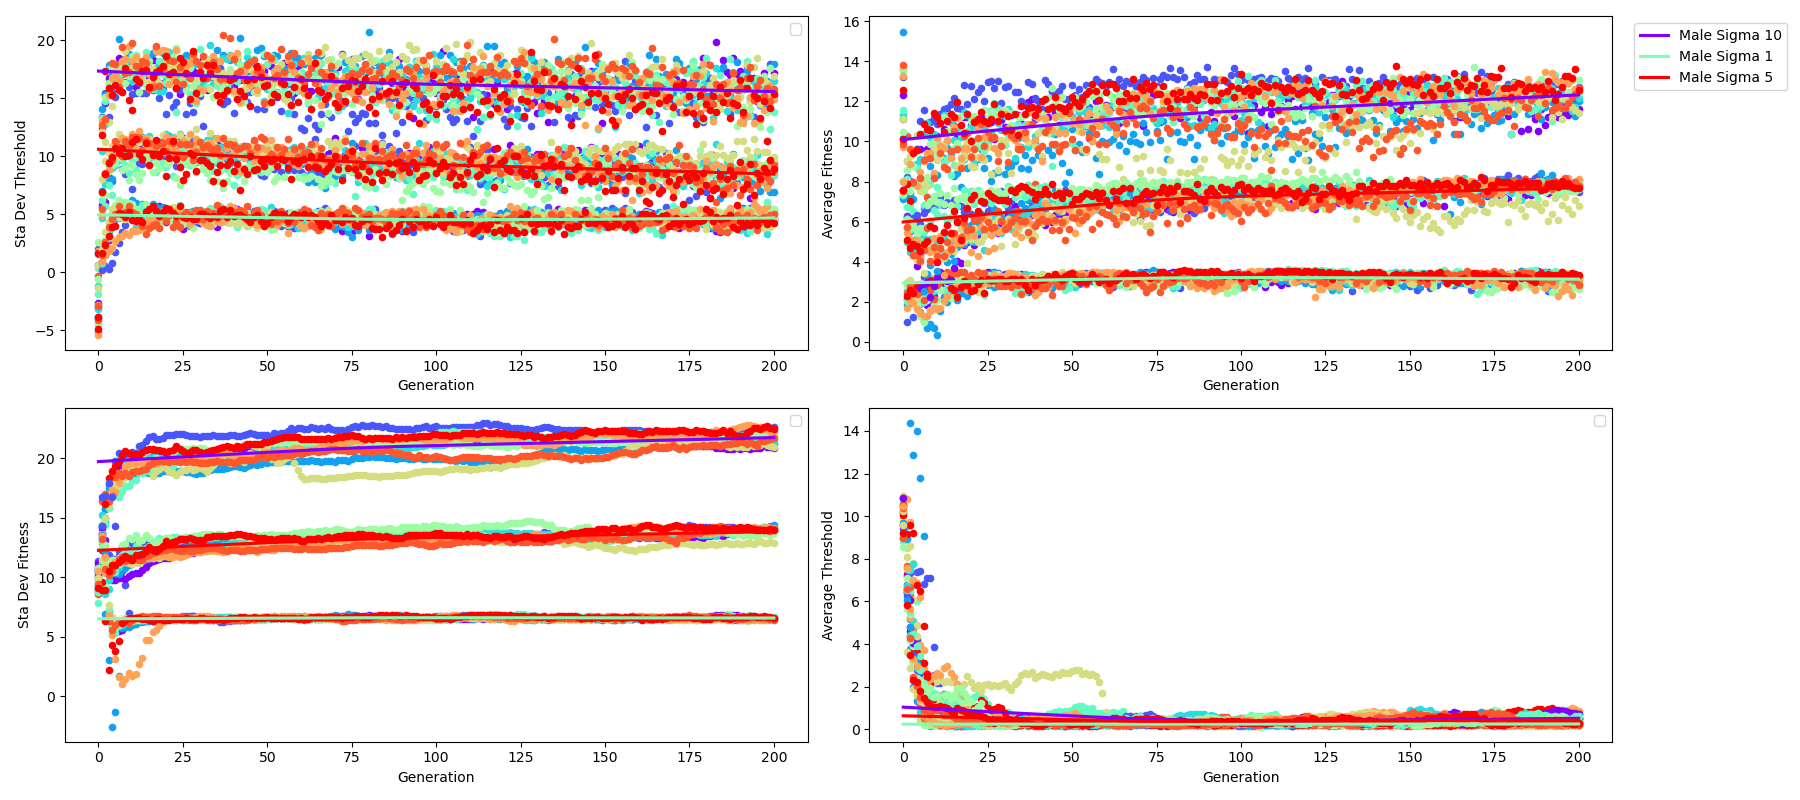 20
15
10
5
0
−5
Sta Dev Threshold
0 25 50 75 100 125 150 175 200
Generation
16
14
12
10
8
6
4
2
0
Average Fitness
0 25 50 75 100 125 150 175 200
Generation
Male Sigma 10
Male Sigma 1
Male Sigma 5
20
15
10
5
0
Sta Dev Fitness
0 25 50 75 100 125 150 175 200
Generation
14
12
10
8
6
4
2
0
Average Threshold
0 25 50 75 100 125 150 175 200
Generation